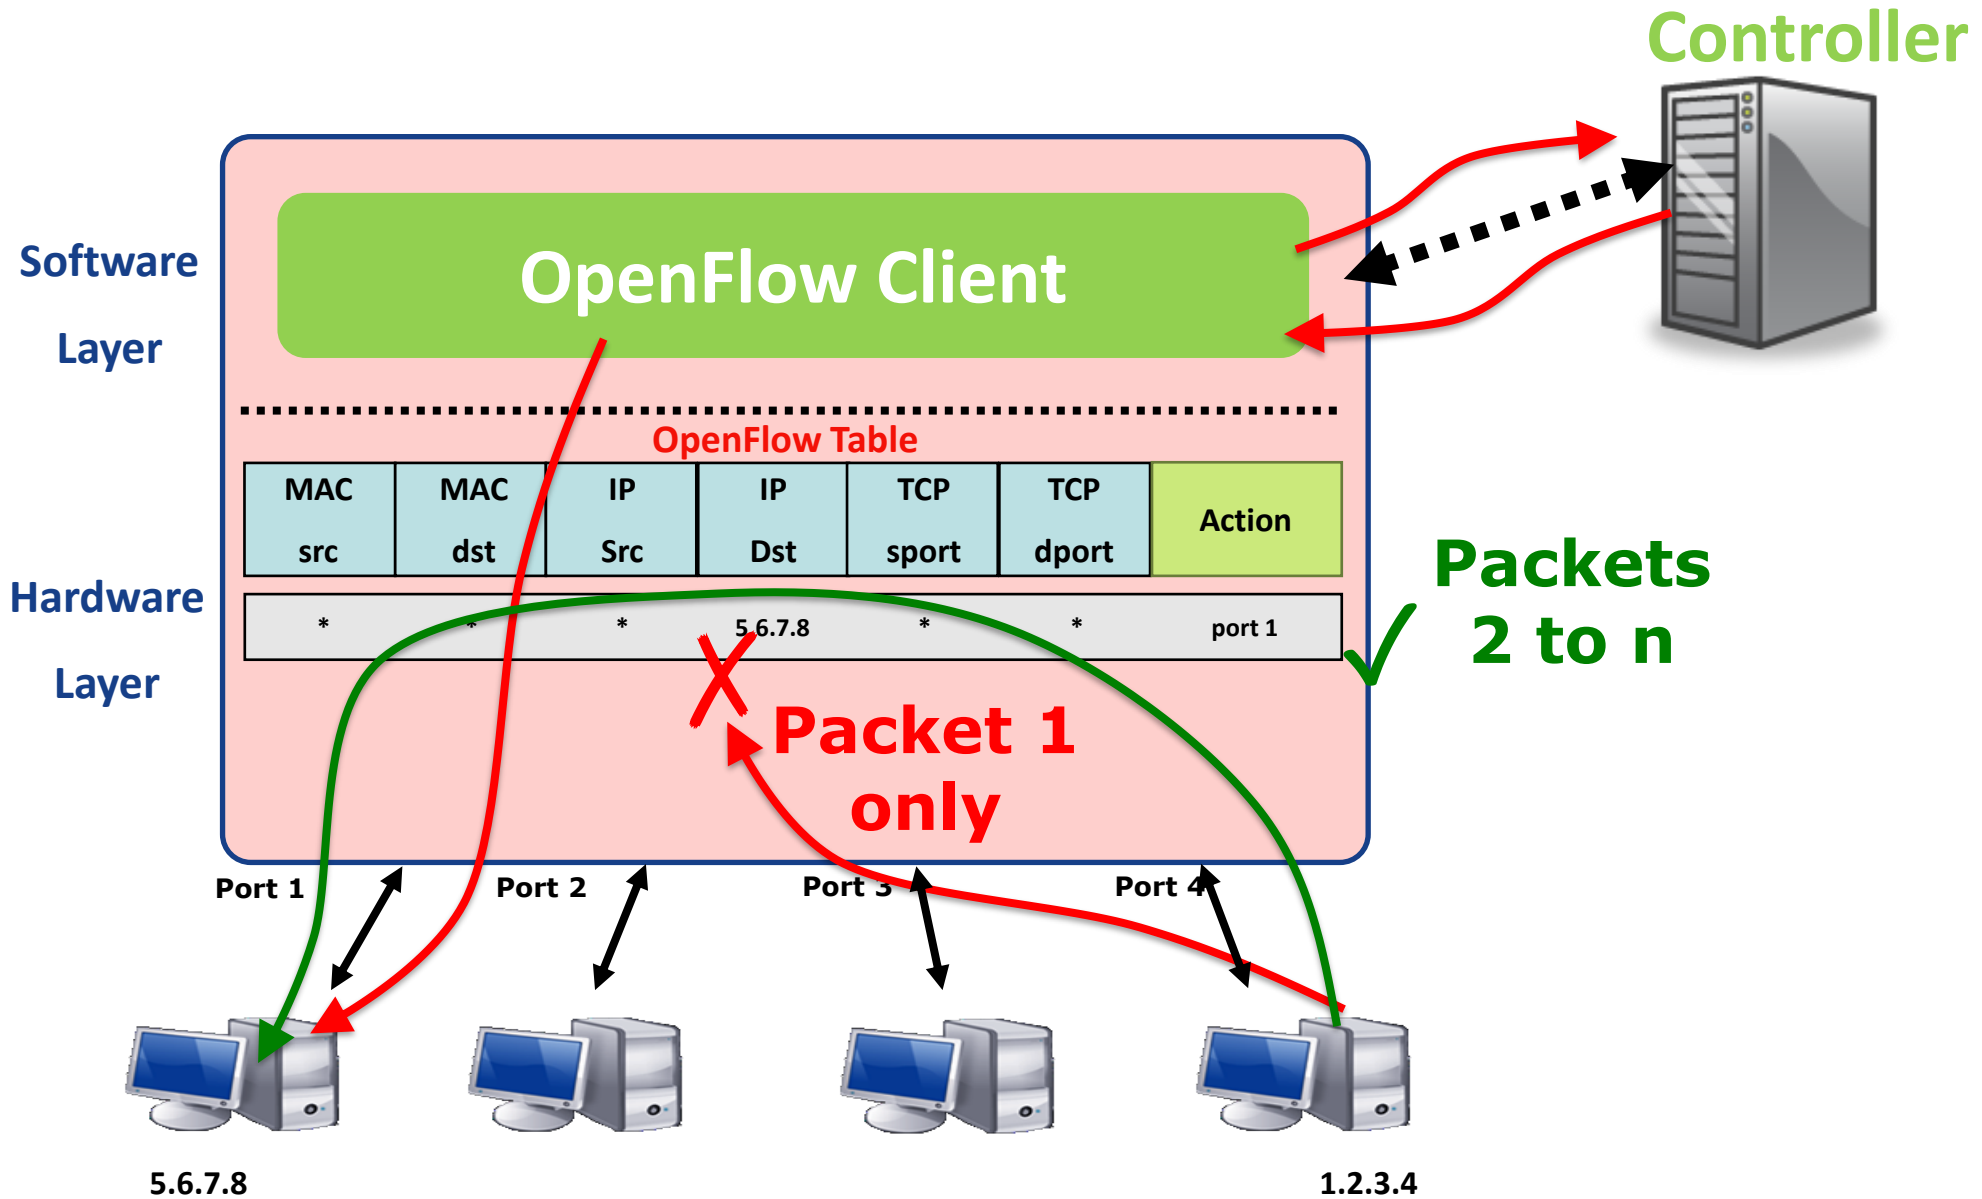 Controller
OpenFlow Client
Software
Layer
OpenFlow Table
MAC
src
MAC
dst
IP
Src
IP
Dst
TCP
sport
TCP
dport
Action
Hardware
Layer
* * * 5.6.7.8 * * port 1
Packets
2 to n
Packet 1
only
Port 1
Port 2
Port 3
Port 4
5.6.7.8
1.2.3.4